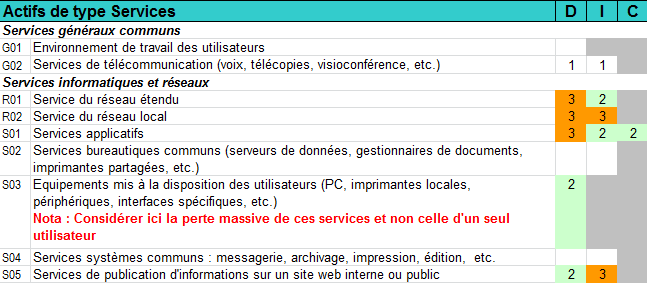 Actifs de type Services D I C
Services généraux communs
G01 Environnement de travail des utilisateurs
G02 Services de télécommunication (voix, télécopies, visioconférence, etc.) 1 1
Services informatiques et réseaux
R01 Service du réseau étendu 3 2
R02 Service du réseau local 3 3
S01 Services applicatifs 3 2 2
S02 Services bureautiques communs (serveurs de données, gestionnaires de documents,
imprimantes partagées, etc.)
S03 Equipements mis à la disposition des utilisateurs (PC, imprimantes locales, 2
périphériques, interfaces spécifiques, etc.)
Nota : Considérer ici la perte massive de ces services et non celle d'un seul
utilisateur
S04 Services systèmes communs : messagerie, archivage, impression, édition, etc.
S05 Services de publication d'informations sur un site web interne ou public 2 3